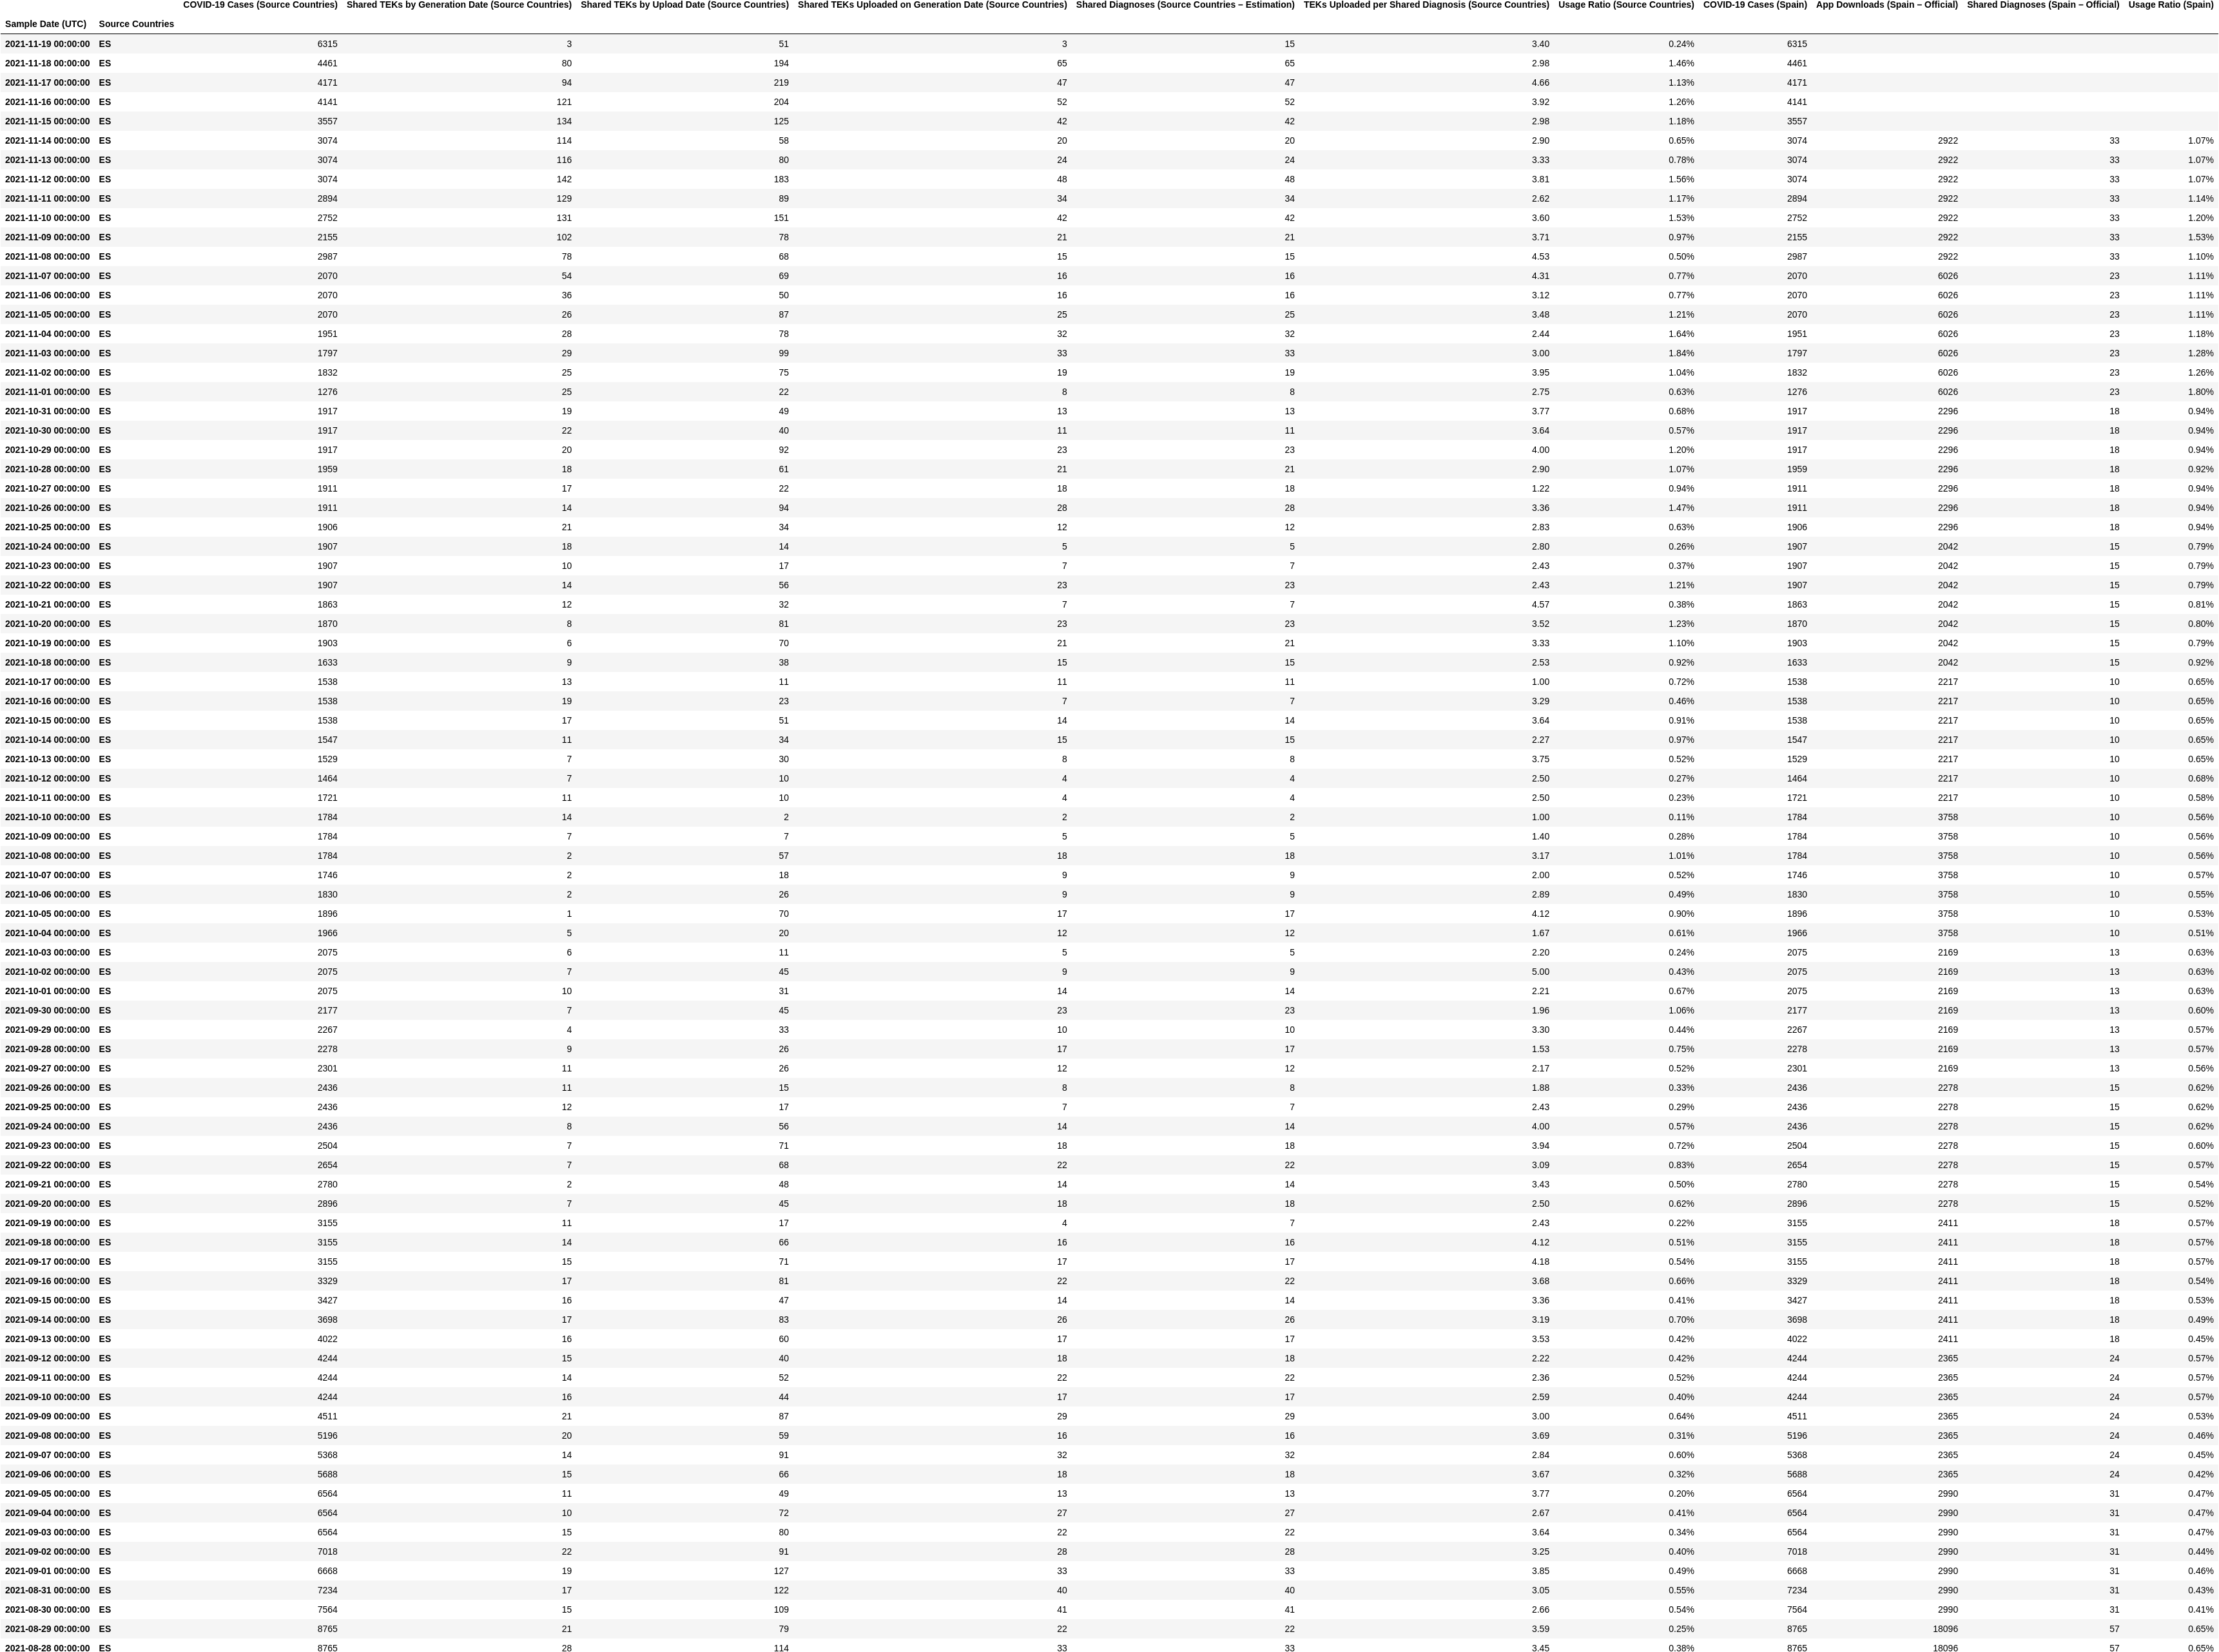 COVID-19 Cases (Source Countries) Shared TEKs by Generation Date (Source Countries) Shared TEKs by Upload Date (Source Countries) Shared TEKs Uploaded on Generation Date (Source Countries) Shared Diagnoses (Source Countries – Estimation) TEKs Uploaded per Shared Diagnosis (Source Countries) Usage Ratio (Source Countries) COVID-19 Cases (Spain) App Downloads (Spain – Official) Shared Diagnoses (Spain – Official) Usage Ratio (Spain)
Sample Date (UTC) Source Countries
2021-11-19 00:00:00 ES 6315 3 51 3 15 3.40 0.24% 6315
2021-11-18 00:00:00 ES 4461 80 194 65 65 2.98 1.46% 4461
2021-11-17 00:00:00 ES 4171 94 219 47 47 4.66 1.13% 4171
2021-11-16 00:00:00 ES 4141 121 204 52 52 3.92 1.26% 4141
2021-11-15 00:00:00 ES 3557 134 125 42 42 2.98 1.18% 3557
2021-11-14 00:00:00 ES 3074 114 58 20 20 2.90 0.65% 3074 2922 33 1.07%
2021-11-13 00:00:00 ES 3074 116 80 24 24 3.33 0.78% 3074 2922 33 1.07%
2021-11-12 00:00:00 ES 3074 142 183 48 48 3.81 1.56% 3074 2922 33 1.07%
2021-11-11 00:00:00 ES 2894 129 89 34 34 2.62 1.17% 2894 2922 33 1.14%
2021-11-10 00:00:00 ES 2752 131 151 42 42 3.60 1.53% 2752 2922 33 1.20%
2021-11-09 00:00:00 ES 2155 102 78 21 21 3.71 0.97% 2155 2922 33 1.53%
2021-11-08 00:00:00 ES 2987 78 68 15 15 4.53 0.50% 2987 2922 33 1.10%
2021-11-07 00:00:00 ES 2070 54 69 16 16 4.31 0.77% 2070 6026 23 1.11%
2021-11-06 00:00:00 ES 2070 36 50 16 16 3.12 0.77% 2070 6026 23 1.11%
2021-11-05 00:00:00 ES 2070 26 87 25 25 3.48 1.21% 2070 6026 23 1.11%
2021-11-04 00:00:00 ES 1951 28 78 32 32 2.44 1.64% 1951 6026 23 1.18%
2021-11-03 00:00:00 ES 1797 29 99 33 33 3.00 1.84% 1797 6026 23 1.28%
2021-11-02 00:00:00 ES 1832 25 75 19 19 3.95 1.04% 1832 6026 23 1.26%
2021-11-01 00:00:00 ES 1276 25 22 8 8 2.75 0.63% 1276 6026 23 1.80%
2021-10-31 00:00:00 ES 1917 19 49 13 13 3.77 0.68% 1917 2296 18 0.94%
2021-10-30 00:00:00 ES 1917 22 40 11 11 3.64 0.57% 1917 2296 18 0.94%
2021-10-29 00:00:00 ES 1917 20 92 23 23 4.00 1.20% 1917 2296 18 0.94%
2021-10-28 00:00:00 ES 1959 18 61 21 21 2.90 1.07% 1959 2296 18 0.92%
2021-10-27 00:00:00 ES 1911 17 22 18 18 1.22 0.94% 1911 2296 18 0.94%
2021-10-26 00:00:00 ES 1911 14 94 28 28 3.36 1.47% 1911 2296 18 0.94%
2021-10-25 00:00:00 ES 1906 21 34 12 12 2.83 0.63% 1906 2296 18 0.94%
2021-10-24 00:00:00 ES 1907 18 14 5 5 2.80 0.26% 1907 2042 15 0.79%
2021-10-23 00:00:00 ES 1907 10 17 7 7 2.43 0.37% 1907 2042 15 0.79%
2021-10-22 00:00:00 ES 1907 14 56 23 23 2.43 1.21% 1907 2042 15 0.79%
2021-10-21 00:00:00 ES 1863 12 32 7 7 4.57 0.38% 1863 2042 15 0.81%
2021-10-20 00:00:00 ES 1870 8 81 23 23 3.52 1.23% 1870 2042 15 0.80%
2021-10-19 00:00:00 ES 1903 6 70 21 21 3.33 1.10% 1903 2042 15 0.79%
2021-10-18 00:00:00 ES 1633 9 38 15 15 2.53 0.92% 1633 2042 15 0.92%
2021-10-17 00:00:00 ES 1538 13 11 11 11 1.00 0.72% 1538 2217 10 0.65%
2021-10-16 00:00:00 ES 1538 19 23 7 7 3.29 0.46% 1538 2217 10 0.65%
2021-10-15 00:00:00 ES 1538 17 51 14 14 3.64 0.91% 1538 2217 10 0.65%
2021-10-14 00:00:00 ES 1547 11 34 15 15 2.27 0.97% 1547 2217 10 0.65%
2021-10-13 00:00:00 ES 1529 7 30 8 8 3.75 0.52% 1529 2217 10 0.65%
2021-10-12 00:00:00 ES 1464 7 10 4 4 2.50 0.27% 1464 2217 10 0.68%
2021-10-11 00:00:00 ES 1721 11 10 4 4 2.50 0.23% 1721 2217 10 0.58%
2021-10-10 00:00:00 ES 1784 14 2 2 2 1.00 0.11% 1784 3758 10 0.56%
2021-10-09 00:00:00 ES 1784 7 7 5 5 1.40 0.28% 1784 3758 10 0.56%
2021-10-08 00:00:00 ES 1784 2 57 18 18 3.17 1.01% 1784 3758 10 0.56%
2021-10-07 00:00:00 ES 1746 2 18 9 9 2.00 0.52% 1746 3758 10 0.57%
2021-10-06 00:00:00 ES 1830 2 26 9 9 2.89 0.49% 1830 3758 10 0.55%
2021-10-05 00:00:00 ES 1896 1 70 17 17 4.12 0.90% 1896 3758 10 0.53%
2021-10-04 00:00:00 ES 1966 5 20 12 12 1.67 0.61% 1966 3758 10 0.51%
2021-10-03 00:00:00 ES 2075 6 11 5 5 2.20 0.24% 2075 2169 13 0.63%
2021-10-02 00:00:00 ES 2075 7 45 9 9 5.00 0.43% 2075 2169 13 0.63%
2021-10-01 00:00:00 ES 2075 10 31 14 14 2.21 0.67% 2075 2169 13 0.63%
2021-09-30 00:00:00 ES 2177 7 45 23 23 1.96 1.06% 2177 2169 13 0.60%
2021-09-29 00:00:00 ES 2267 4 33 10 10 3.30 0.44% 2267 2169 13 0.57%
2021-09-28 00:00:00 ES 2278 9 26 17 17 1.53 0.75% 2278 2169 13 0.57%
2021-09-27 00:00:00 ES 2301 11 26 12 12 2.17 0.52% 2301 2169 13 0.56%
2021-09-26 00:00:00 ES 2436 11 15 8 8 1.88 0.33% 2436 2278 15 0.62%
2021-09-25 00:00:00 ES 2436 12 17 7 7 2.43 0.29% 2436 2278 15 0.62%
2021-09-24 00:00:00 ES 2436 8 56 14 14 4.00 0.57% 2436 2278 15 0.62%
2021-09-23 00:00:00 ES 2504 7 71 18 18 3.94 0.72% 2504 2278 15 0.60%
2021-09-22 00:00:00 ES 2654 7 68 22 22 3.09 0.83% 2654 2278 15 0.57%
2021-09-21 00:00:00 ES 2780 2 48 14 14 3.43 0.50% 2780 2278 15 0.54%
2021-09-20 00:00:00 ES 2896 7 45 18 18 2.50 0.62% 2896 2278 15 0.52%
2021-09-19 00:00:00 ES 3155 11 17 4 7 2.43 0.22% 3155 2411 18 0.57%
2021-09-18 00:00:00 ES 3155 14 66 16 16 4.12 0.51% 3155 2411 18 0.57%
2021-09-17 00:00:00 ES 3155 15 71 17 17 4.18 0.54% 3155 2411 18 0.57%
2021-09-16 00:00:00 ES 3329 17 81 22 22 3.68 0.66% 3329 2411 18 0.54%
2021-09-15 00:00:00 ES 3427 16 47 14 14 3.36 0.41% 3427 2411 18 0.53%
2021-09-14 00:00:00 ES 3698 17 83 26 26 3.19 0.70% 3698 2411 18 0.49%
2021-09-13 00:00:00 ES 4022 16 60 17 17 3.53 0.42% 4022 2411 18 0.45%
2021-09-12 00:00:00 ES 4244 15 40 18 18 2.22 0.42% 4244 2365 24 0.57%
2021-09-11 00:00:00 ES 4244 14 52 22 22 2.36 0.52% 4244 2365 24 0.57%
2021-09-10 00:00:00 ES 4244 16 44 17 17 2.59 0.40% 4244 2365 24 0.57%
2021-09-09 00:00:00 ES 4511 21 87 29 29 3.00 0.64% 4511 2365 24 0.53%
2021-09-08 00:00:00 ES 5196 20 59 16 16 3.69 0.31% 5196 2365 24 0.46%
2021-09-07 00:00:00 ES 5368 14 91 32 32 2.84 0.60% 5368 2365 24 0.45%
2021-09-06 00:00:00 ES 5688 15 66 18 18 3.67 0.32% 5688 2365 24 0.42%
2021-09-05 00:00:00 ES 6564 11 49 13 13 3.77 0.20% 6564 2990 31 0.47%
2021-09-04 00:00:00 ES 6564 10 72 27 27 2.67 0.41% 6564 2990 31 0.47%
2021-09-03 00:00:00 ES 6564 15 80 22 22 3.64 0.34% 6564 2990 31 0.47%
2021-09-02 00:00:00 ES 7018 22 91 28 28 3.25 0.40% 7018 2990 31 0.44%
2021-09-01 00:00:00 ES 6668 19 127 33 33 3.85 0.49% 6668 2990 31 0.46%
2021-08-31 00:00:00 ES 7234 17 122 40 40 3.05 0.55% 7234 2990 31 0.43%
2021-08-30 00:00:00 ES 7564 15 109 41 41 2.66 0.54% 7564 2990 31 0.41%
2021-08-29 00:00:00 ES 8765 21 79 22 22 3.59 0.25% 8765 18096 57 0.65%
2021-08-28 00:00:00 ES 8765 28 114 33 33 3.45 0.38% 8765 18096 57 0.65%